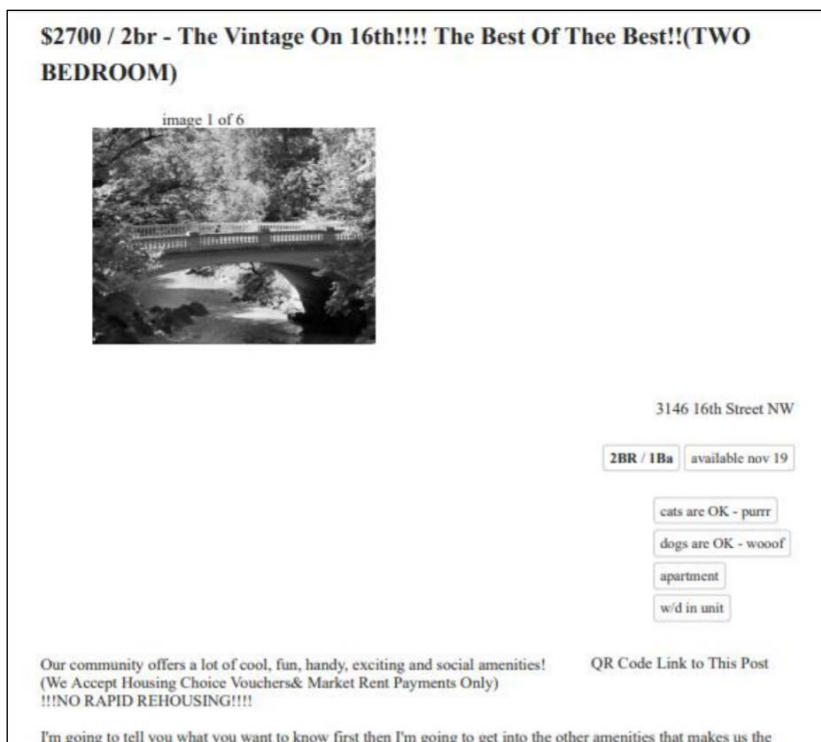 $2700 / 2br - The Vintage On 16th!!!! The Best Of Thee Best!!(TWO
BEDROOM)
image 1 of 6
3146 16th Street NW
2BR / 1Ba available nov 19
cats are OK - purrr
dogs are OK - wooof
apartment
w/d in unit
Our community offers a lot of cool, fun, handy, exciting and social amenities!
(We Accept Housing Choice Vouchers& Market Rent Payments Only)
!!!NO RAPID REHOUSING!!!!
QR Code Link to This Post
I'm going to tell you what you want to know first then I'm going to get into the other amenities that makes us the